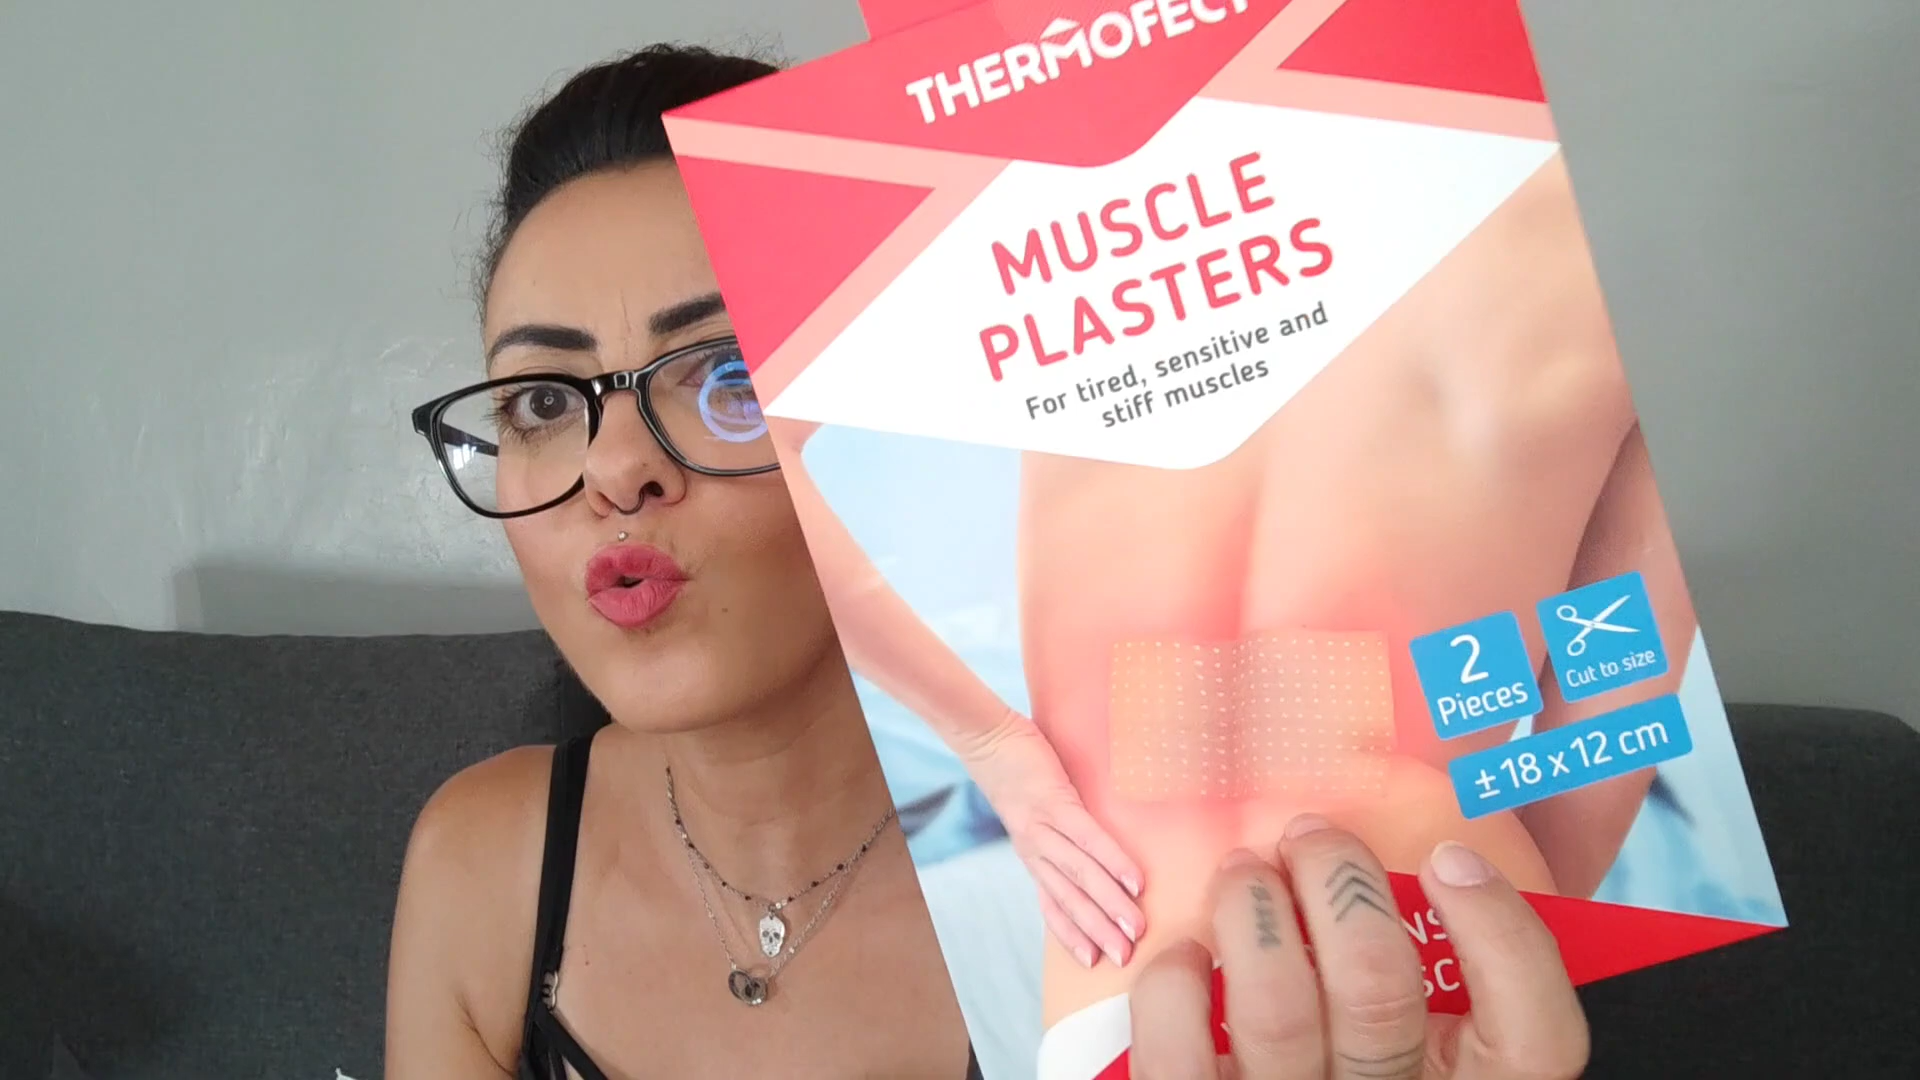 THERMOFECT
MUSCLE
PLASTERS
For tired, sensitive and
stiff muscles
2
Pieces
Cut to size
± 18 x 12 cm